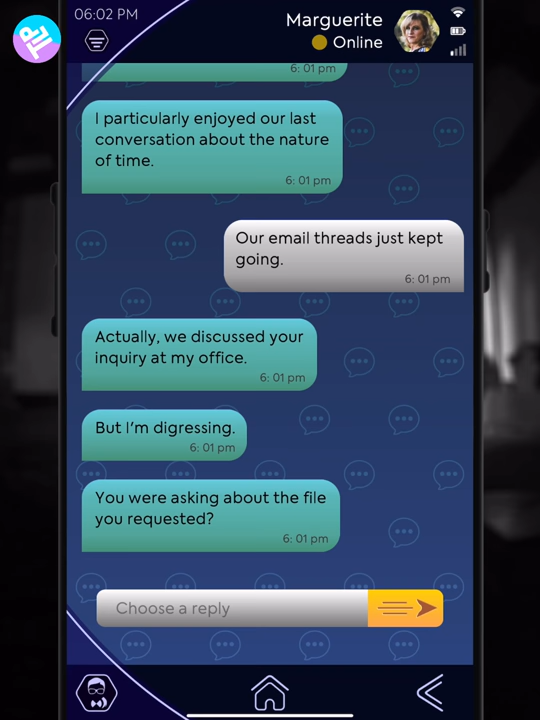 06:02 PM
Marguerite
Online
6: 01 pm
I particularly enjoyed our last
conversation about the nature
of time.
6: 01 pm
Our email threads just kept
going.
6: 01 pm
Actually, we discussed your
inquiry at my office.
6: 01 pm
But I'm digressing.
6: 01 pm
You were asking about the file
you requested?
6: 01 pm
Choose a reply